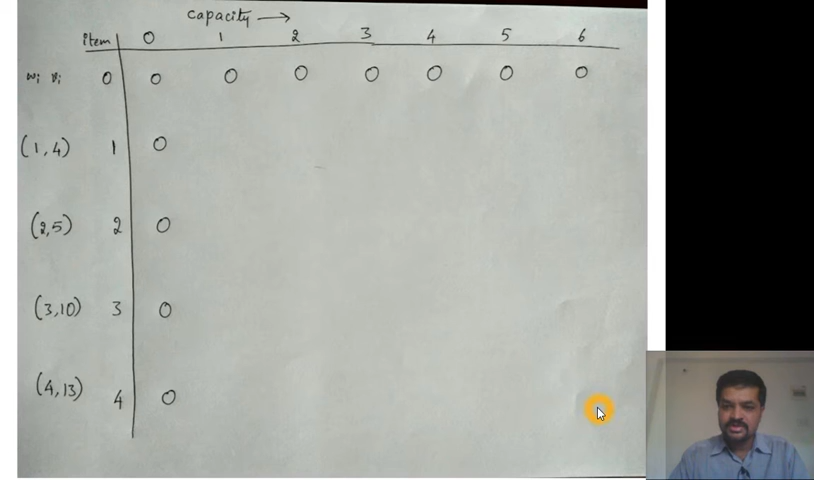 capacity →
item 0 1 2 3 4 5 6
wi vi 0 0 0 0 0 0 0 0
(1,4) 1 0
(2,5) 2 0
(3,10) 3 0
(4,13) 4 0